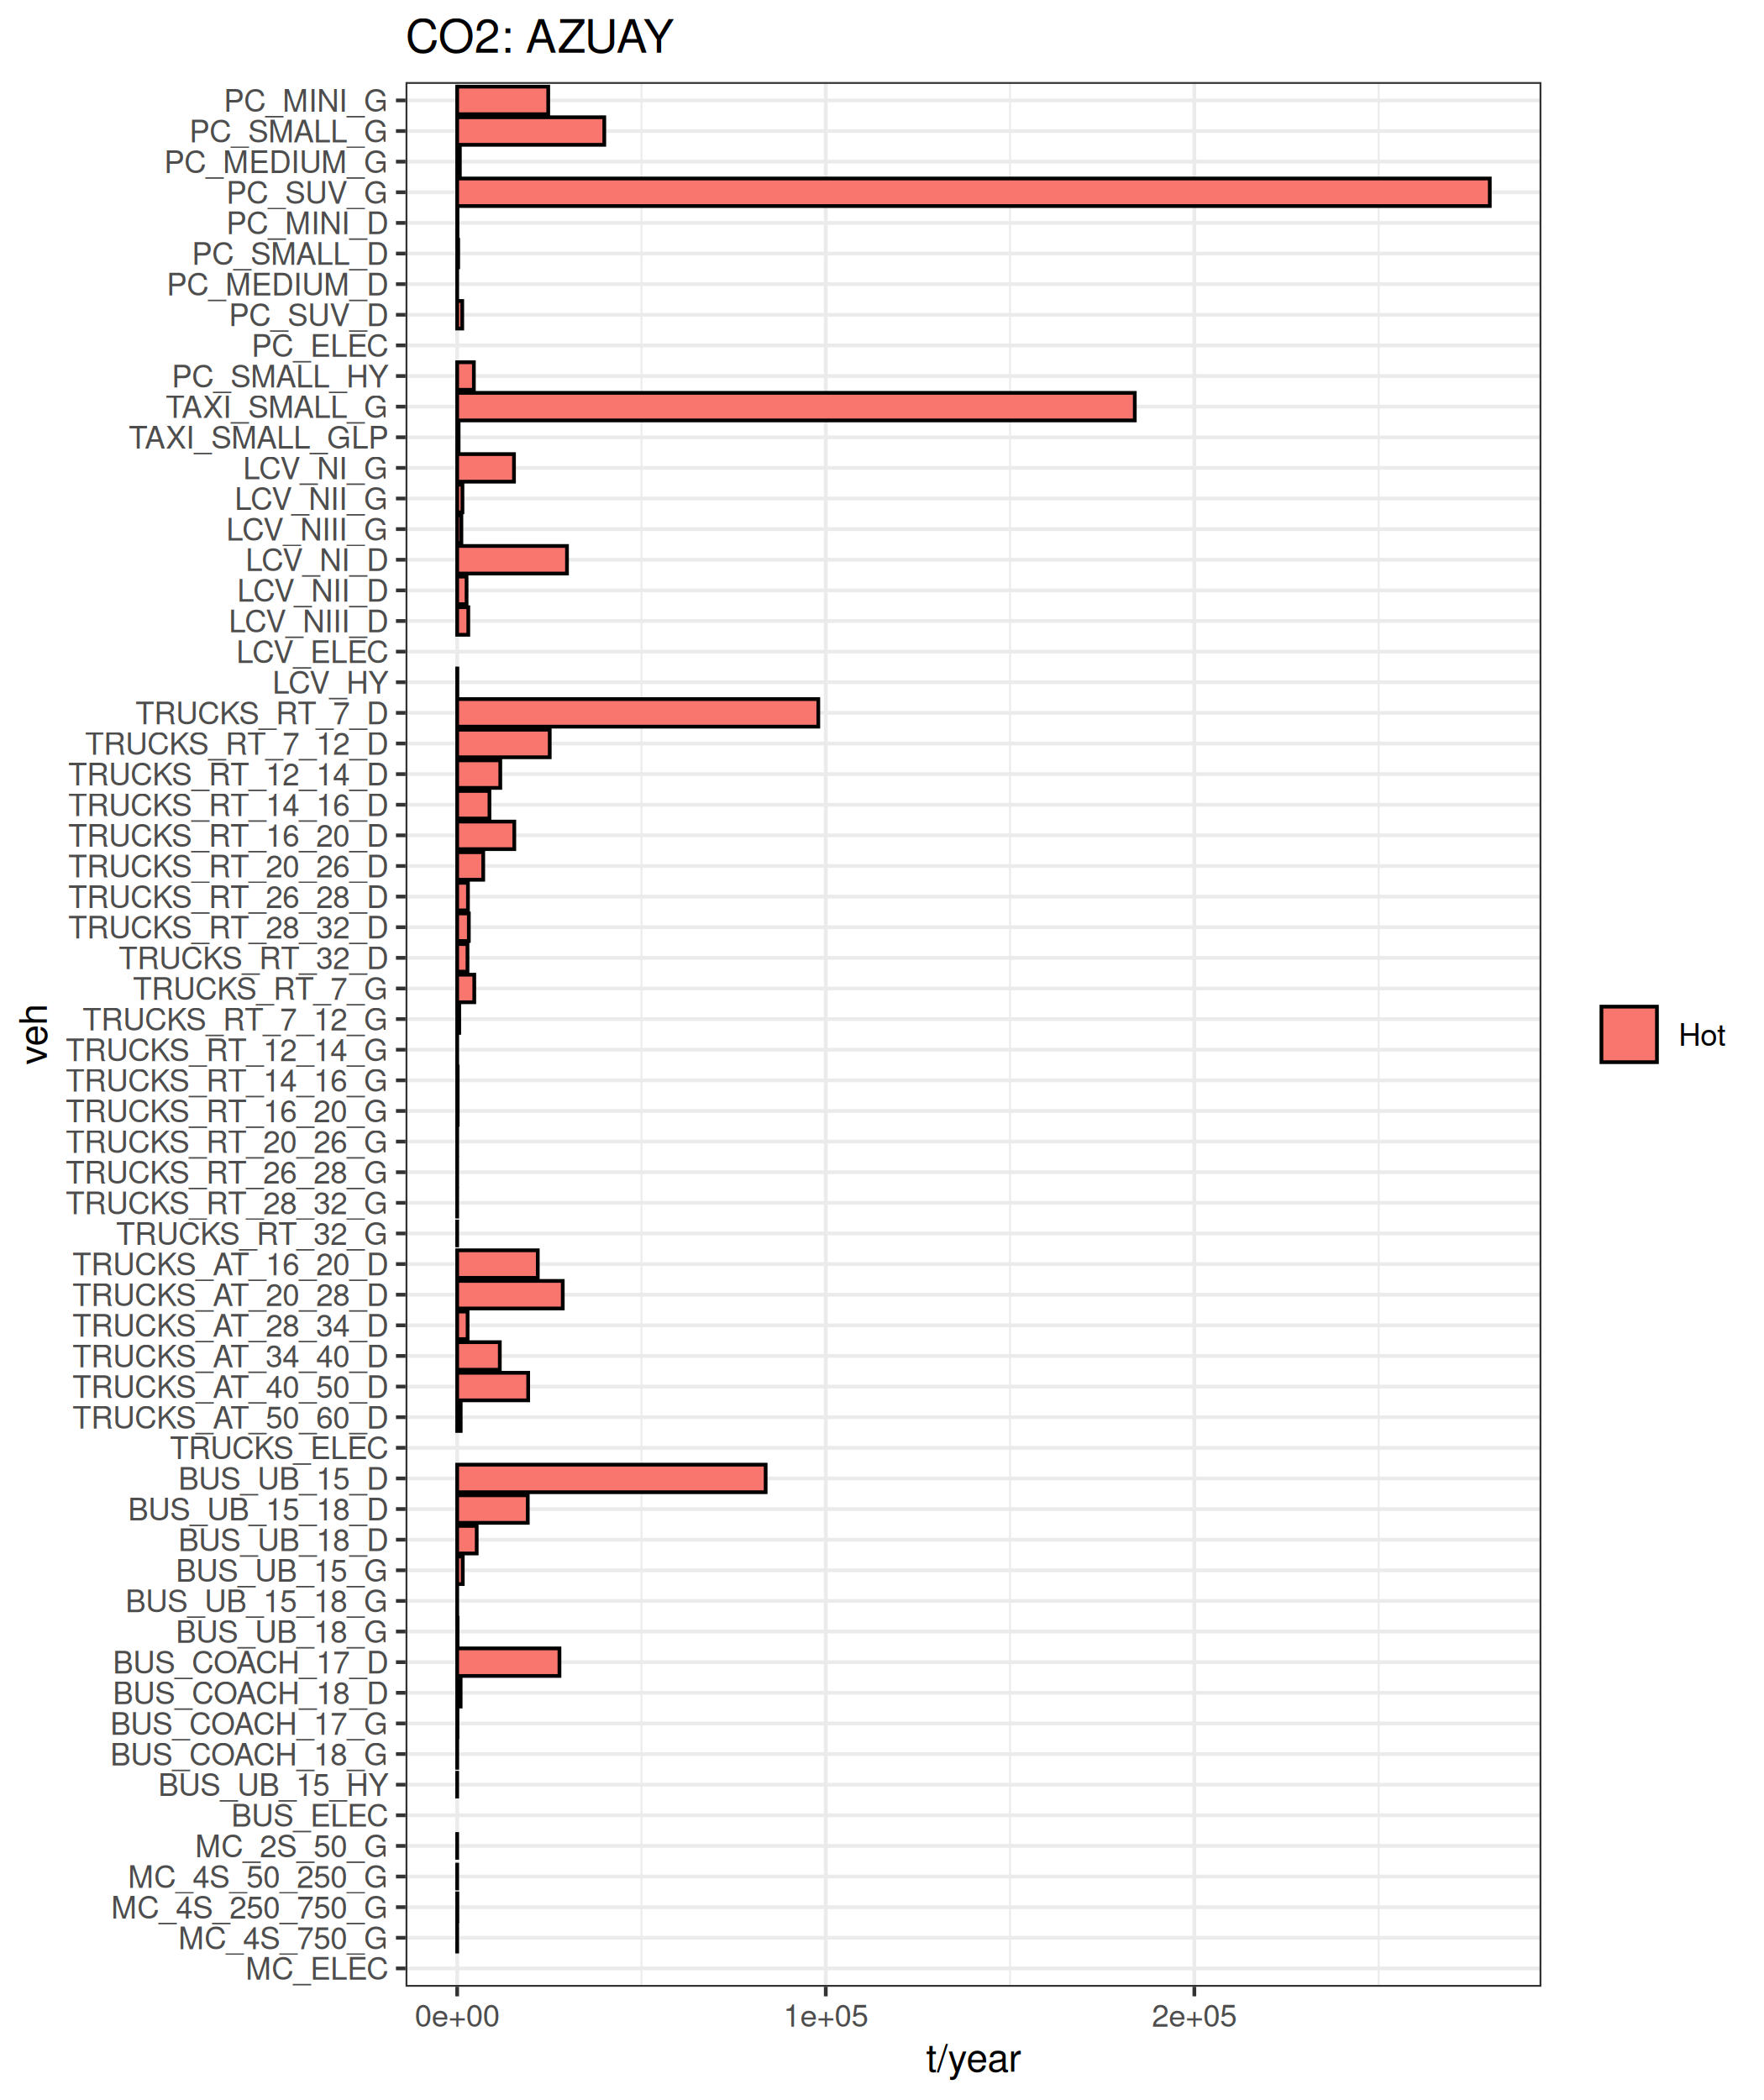 CO2: AZUAY
PC_MINI_G
PC_SMALL_G
PC_MEDIUM_G
PC_SUV_G
PC_MINI_D
PC_SMALL_D
PC_MEDIUM_D
PC_SUV_D
PC_ELEC
PC_SMALL_HY
TAXI_SMALL_G
TAXI_SMALL_GLP
LCV_NI_G
LCV_NII_G
LCV_NIII_G
LCV_NI_D
LCV_NII_D
LCV_NIII_D
LCV_ELEC
LCV_HY
TRUCKS_RT_7_D
TRUCKS_RT_7_12_D
TRUCKS_RT_12_14_D
TRUCKS_RT_14_16_D
TRUCKS_RT_16_20_D
TRUCKS_RT_20_26_D
TRUCKS_RT_26_28_D
TRUCKS_RT_28_32_D
TRUCKS_RT_32_D
TRUCKS_RT_7_G
TRUCKS_RT_7_12_G
TRUCKS_RT_12_14_G
TRUCKS_RT_14_16_G
TRUCKS_RT_16_20_G
TRUCKS_RT_20_26_G
TRUCKS_RT_26_28_G
TRUCKS_RT_28_32_G
TRUCKS_RT_32_G
TRUCKS_AT_16_20_D
TRUCKS_AT_20_28_D
TRUCKS_AT_28_34_D
TRUCKS_AT_34_40_D
TRUCKS_AT_40_50_D
TRUCKS_AT_50_60_D
TRUCKS_ELEC
BUS_UB_15_D
BUS_UB_15_18_D
BUS_UB_18_D
BUS_UB_15_G
BUS_UB_15_18_G
BUS_UB_18_G
BUS_COACH_17_D
BUS_COACH_18_D
BUS_COACH_17_G
BUS_COACH_18_G
BUS_UB_15_HY
BUS_ELEC
MC_2S_50_G
MC_4S_50_250_G
MC_4S_250_750_G
MC_4S_750_G
MC_ELEC
veh
0e+00 1e+05 2e+05
t/year
Hot